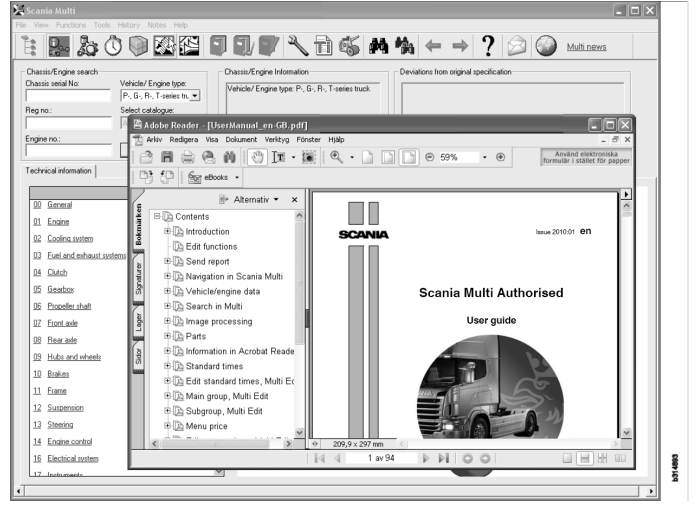 Scania Multi
File View Functions Tools History Notes Help
Multi news
Chassis/Engine search
Chassis serial No:
Vehicle/ Engine type:
P-, G-, R-, T-series tru
Reg no.:
Select catalogue:
Engine no.:
Chassis/Engine Information
Vehicle/ Engine type: P-, G-, R-, T-series truck
Deviations from original specification
Technical information
00 General
01 Engine
02 Cooling system
03 Fuel and exhaust systems
04 Clutch
05 Gearbox
06 Propeller shaft
07 Front axle
08 Rear axle
09 Hubs and wheels
10 Brakes
11 Frame
12 Suspension
13 Steering
14 Engine control
16 Electrical system
17 Instruments
Adobe Reader - [UserManual_en-GB.pdf]
Arkiv Redigera Visa Dokument Verktyg Fönster Hjälp
59%
Använd elektroniska
formulär i stället för papper
eBooks
Alternativ
Bokmärken
Signaturer
Lager
Sidor
Contents
Introduction
Edit functions
Send report
Navigation in Scania Multi
Vehicle/engine data
Search in Multi
Image processing
Parts
Information in Acrobat Reade
Standard times
Edit standard times, Multi Ec
Main group, Multi Edit
Subgroup, Multi Edit
Menu price
SCANIA
Issue 2010:01 en
Scania Multi Authorised
User guide
209,9 x 297 mm
1 av 94
b314893